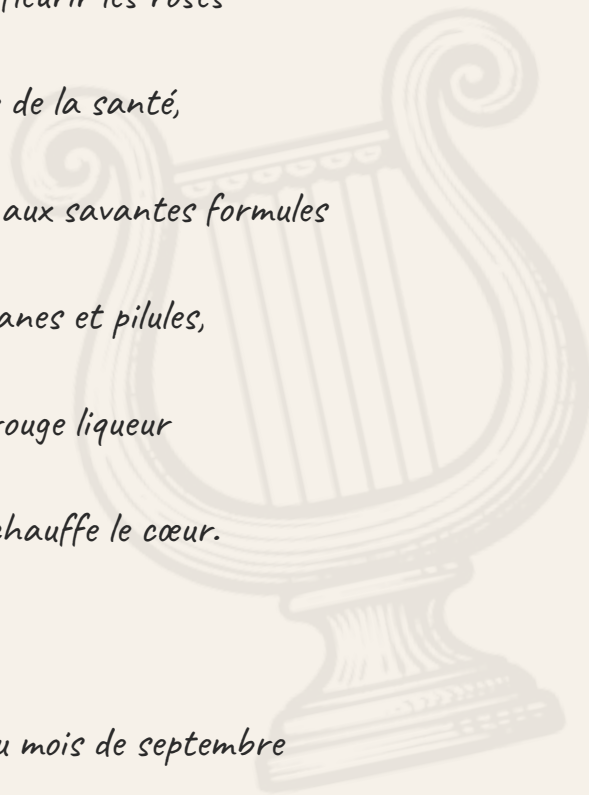 fleurir les roses
de la santé,
aux savantes formules
et pilules,
rouge liqueur
chauffe le cœur.
mois de septembre